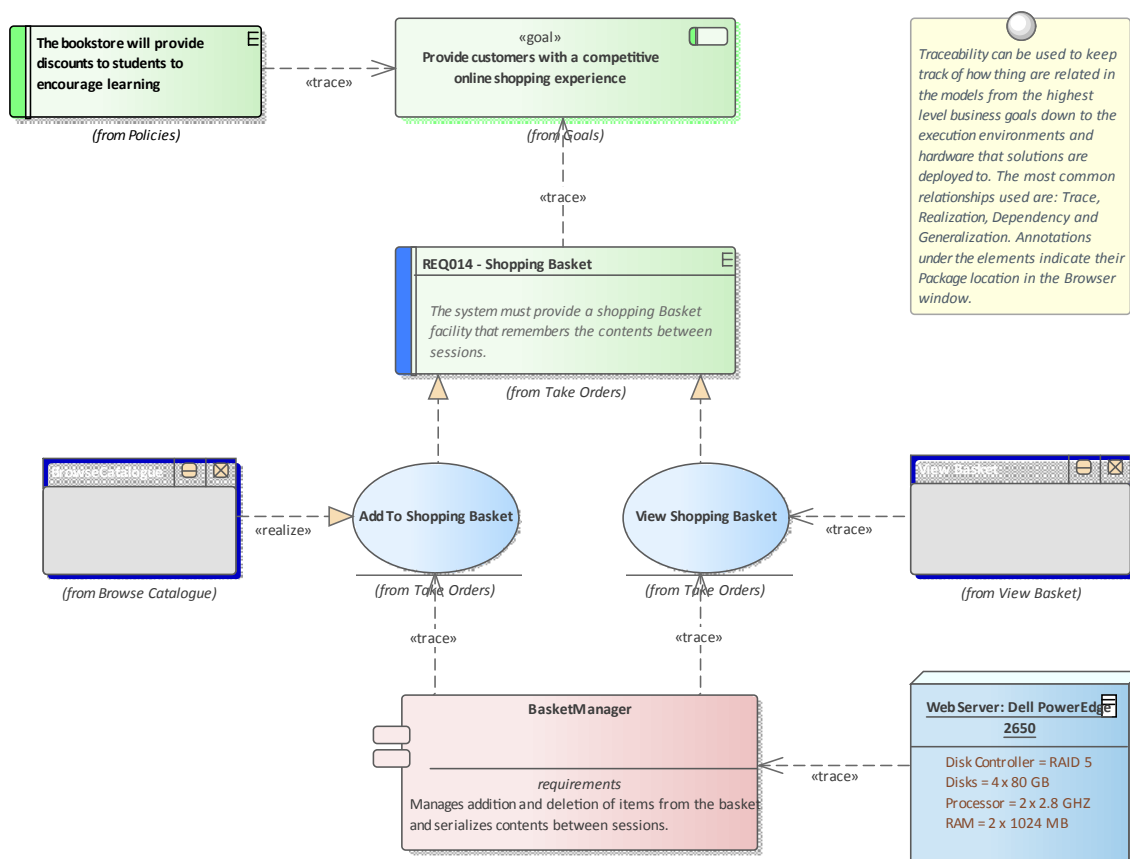 The bookstore will provide
discounts to students to
encourage learning
(from Policies)
«trace»
«goal»
Provide customers with a competitive
online shopping experience
(from Goals)
Traceability can be used to keep
track of how thing are related in
the models from the highest
level business goals down to the
execution environments and
hardware that solutions are
deployed to. The most common
relationships used are: Trace,
Realization, Dependency and
Generalization. Annotations
under the elements indicate their
Package location in the Browser
window.
«trace»
REQ014 - Shopping Basket
The system must provide a shopping Basket
facility that remembers the contents between
sessions.
(from Take Orders)
BrowseCatalogue
(from Browse Catalogue)
«realize»
Add To Shopping Basket
(from Take Orders)
View Shopping Basket
(from Take Orders)
«trace»
View Basket
(from View Basket)
«trace»
«trace»
BasketManager
requirements
Manages addition and deletion of items from the basket
and serializes contents between sessions.
«trace»
Web Server: Dell PowerEdge
2650
Disk Controller = RAID 5
Disks = 4 x 80 GB
Processor = 2 x 2.8 GHZ
RAM = 2 x 1024 MB